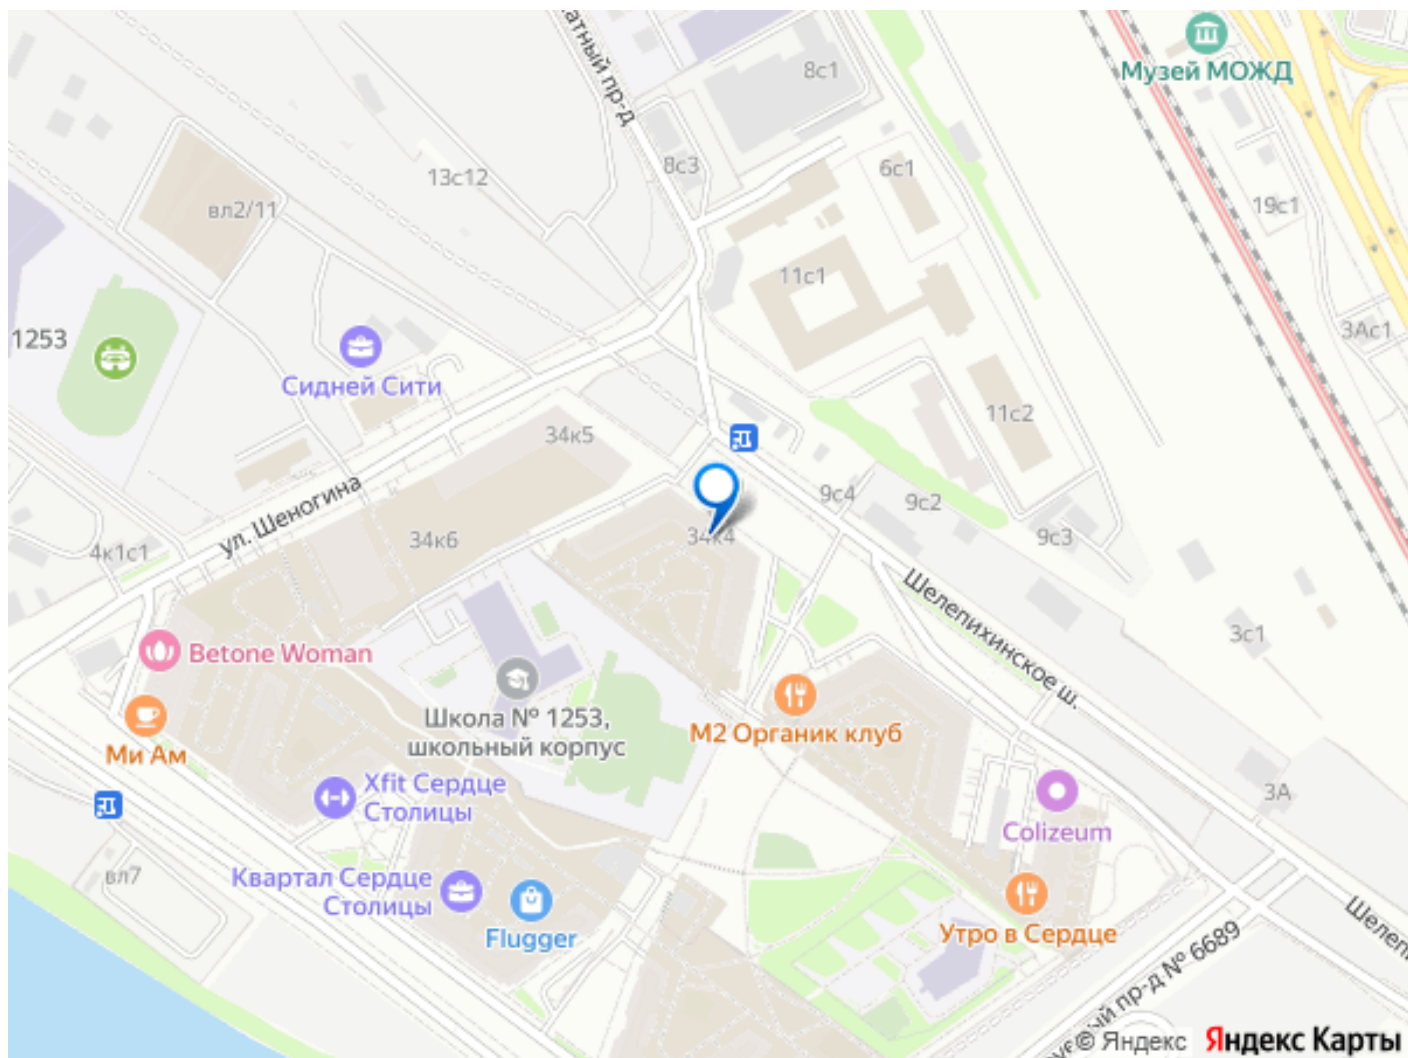 атный пр-д
8с1
Музей МОЖД
8с3
6с1
13с12
вл2/11
19с1
11с1
1253
3Ас1
Сидней Сити
11с2
34к5
ул. Шеногина
34к6
34к4
9с4
9с2
9с3
4к1с1
Шелепихинское ш.
3с1
Betone Woman
Школа № 1253,
школьный корпус
М2 Органик клуб
Ми Ам
Xfit Сердце
Столицы
3А
Colizeum
вл7
Квартал Сердце
Столицы
Flugger
Утро в Сердце
Шелепи
ый пр-д № 6689
© Яндекс
Яндекс Карты